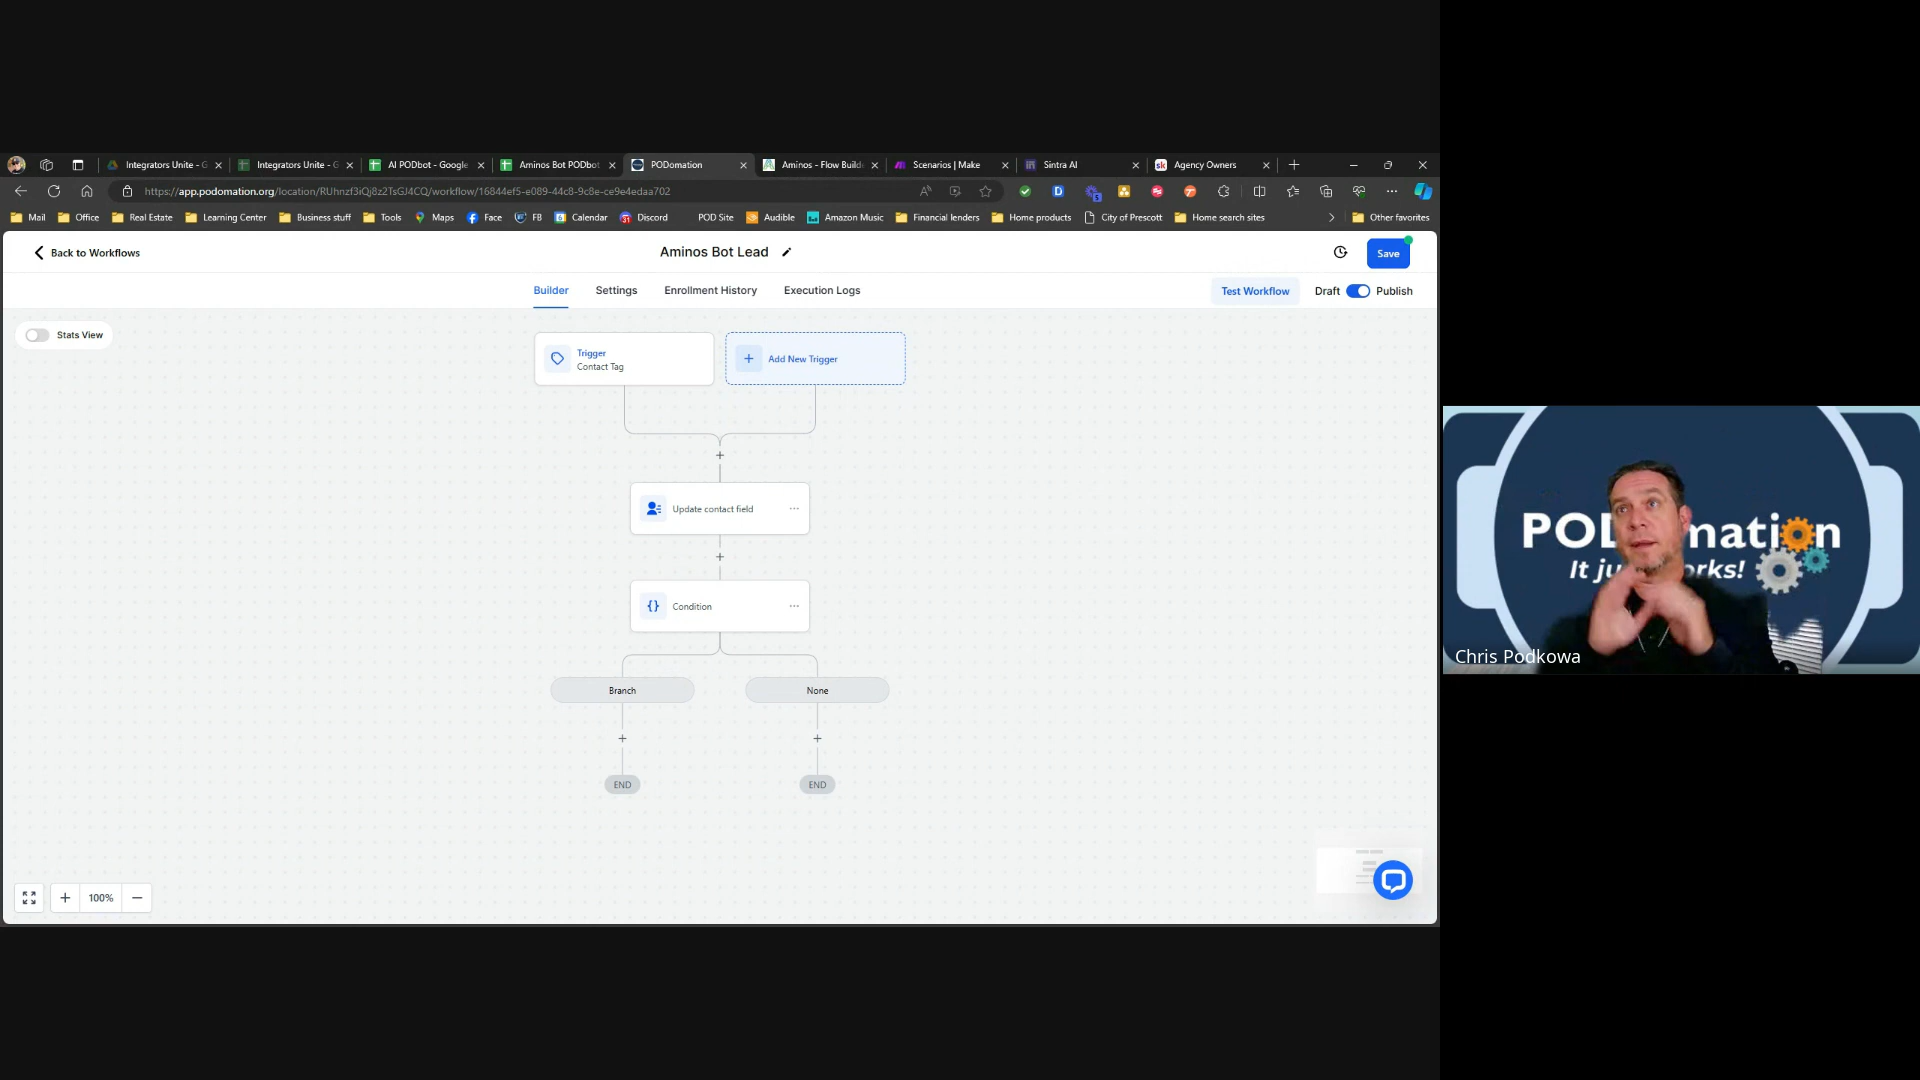 Integrators Unite - G
Integrators Unite - G
AI PODbot - Google
Aminos Bot PODbot
PODomation
Aminos - Flow Build
Scenarios | Make
Sintra AI
Agency Owners
https://app.podomation.org/location/RUhnzf3iQj8z2TsGJ4CQ/workflow/16844ef5-e089-44c8-9c8e-ce9e4edaa702
Mail
Office
Real Estate
Learning Center
Business stuff
Tools
Maps
Face
FB
Calendar
Discord
POD Site
Audible
Amazon Music
Financial lenders
Home products
City of Prescott
Home search sites
Other favorites
Back to Workflows
Aminos Bot Lead
Save
Builder
Settings
Enrollment History
Execution Logs
Test Workflow
Draft
Publish
Stats View
Trigger
Contact Tag
Add New Trigger
Update contact field
Condition
Branch
None
END
END
100%
It ju
rks!
Chris Podkowa